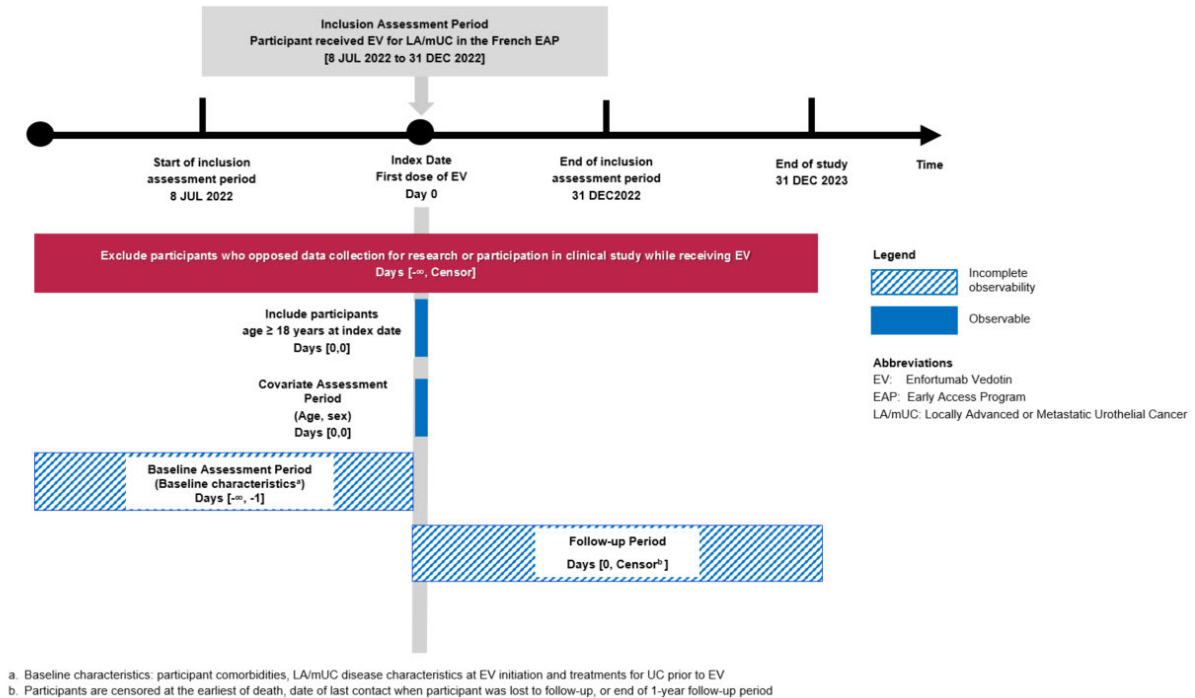 Inclusion Assessment Period
Participant received EV for LA/mUC in the French EAP
[8 JUL 2022 to 31 DEC 2022]
Start of inclusion
assessment period
8 JUL 2022
Index Date
First dose of EV
Day 0
End of inclusion
assessment period
31 DEC2022
End of study
31 DEC 2023
Time
Exclude participants who opposed data collection for research or participation in clinical study while receiving EV
Days [-∞, Censor]
Include participants
age ≥ 18 years at index date
Days [0,0]
Covariate Assessment
Period
(Age, sex)
Days [0,0]
Baseline Assessment Period
(Baseline characteristicsᵃ)
Days [-∞, -1]
Follow-up Period
Days [0, Censorᵇ]
Legend
Incomplete
observability
Observable
Abbreviations
EV: Enfortumab Vedotin
EAP: Early Access Program
LA/mUC: Locally Advanced or Metastatic Urothelial Cancer
a. Baseline characteristics: participant comorbidities, LA/mUC disease characteristics at EV initiation and treatments for UC prior to EV
b. Participants are censored at the earliest of death, date of last contact when participant was lost to follow-up, or end of 1-year follow-up period